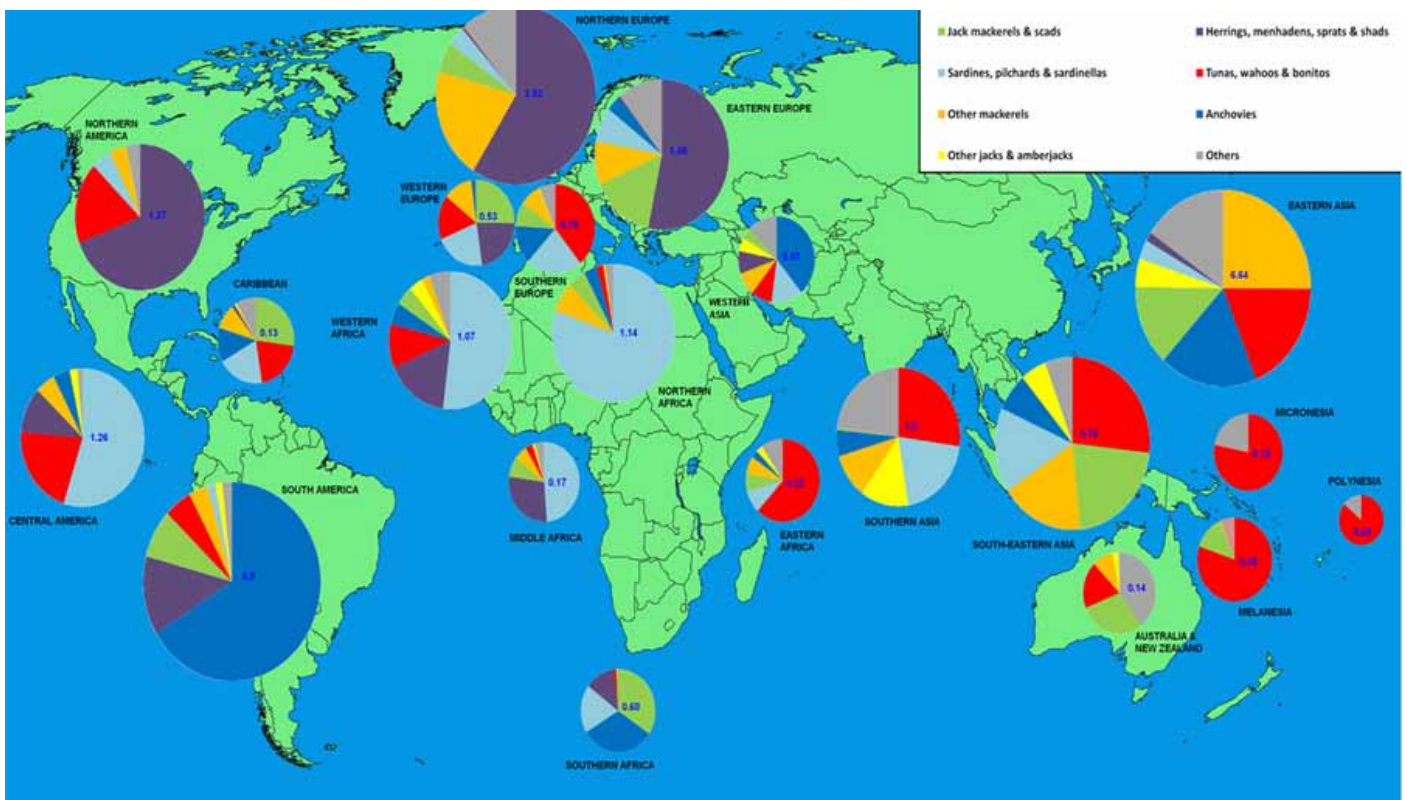 NORTHERN EUROPE
Jack mackerels & scads
Herrings, menhadens, sprats & shads
Sardines, pilchards & sardinellas
Tunas, wahoos & bonitos
Other mackerels
Anchovies
Other jacks & amberjacks
Others
EASTERN EUROPE
NORTHERN
AMERICA
1.27
WESTERN
EUROPE
0.53
EASTERN ASIA
6.64
SOUTHERN
EUROPE
WESTERN
ASIA
CARIBBEAN
0.13
WESTERN
AFRICA
1.07
1.14
NORTHERN
AFRICA
MICRONESIA
1.26
CENTRAL AMERICA
SOUTH AMERICA
0.17
MIDDLE AFRICA
EASTERN
AFRICA
SOUTHERN ASIA
SOUTH-EASTERN ASIA
POLYNESIA
MELANESIA
0.14
AUSTRALIA &
NEW ZEALAND
SOUTHERN AFRICA